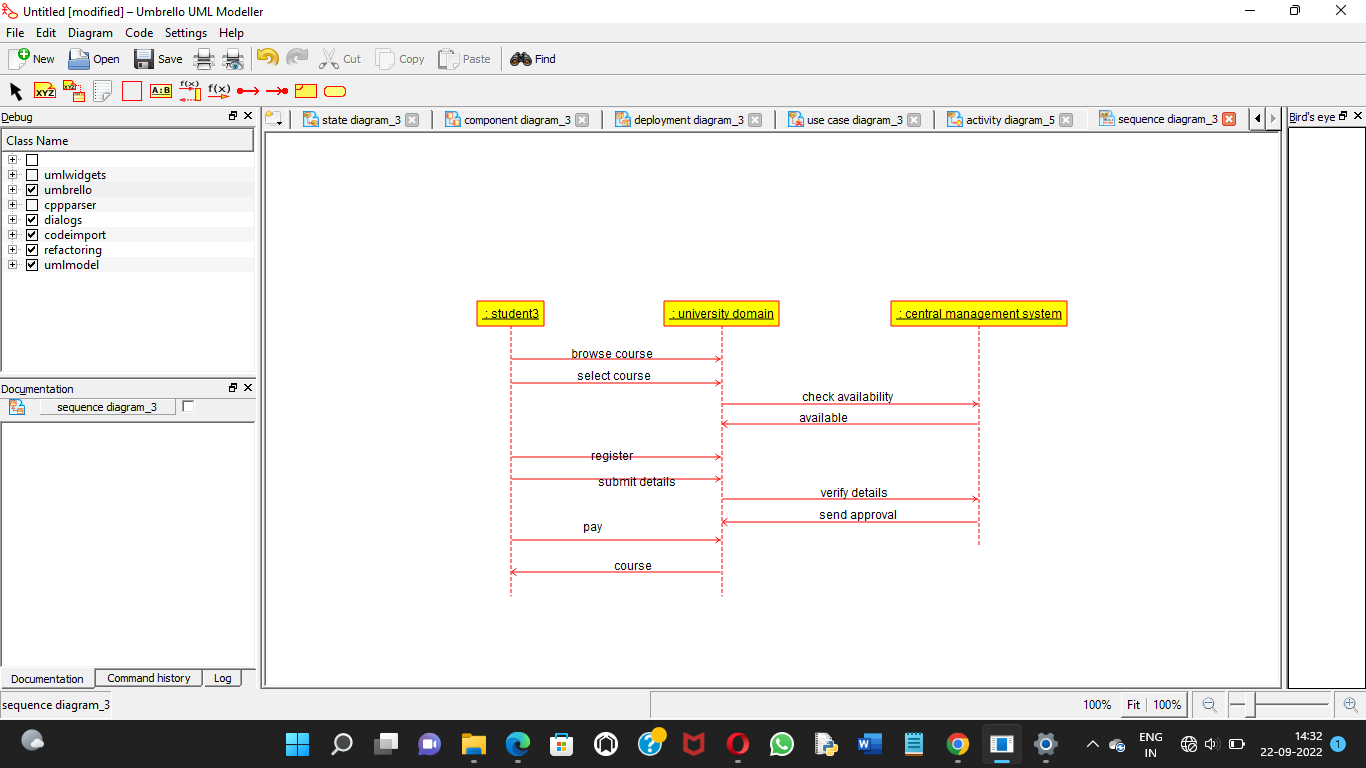 Untitled [modified] – Umbrello UML Modeller
File Edit Diagram Code Settings Help
New Open Save Cut Copy Paste Find
XYZ XYZ A:B f(x) f(x)
Debug
Class Name
umlwidgets
umbrello
cppparser
dialogs
codeimport
refactoring
umlmodel
Documentation
sequence diagram_3
Documentation Command history Log
state diagram_3 component diagram_3 deployment diagram_3 use case diagram_3 activity diagram_5 sequence diagram_3
Bird's eye
: student3 : university domain : central management system
browse course
select course
check availability
available
register
submit details
verify details
send approval
pay
course
sequence diagram_3
100% Fit 100%
ENG
IN
14:32
22-09-2022
1